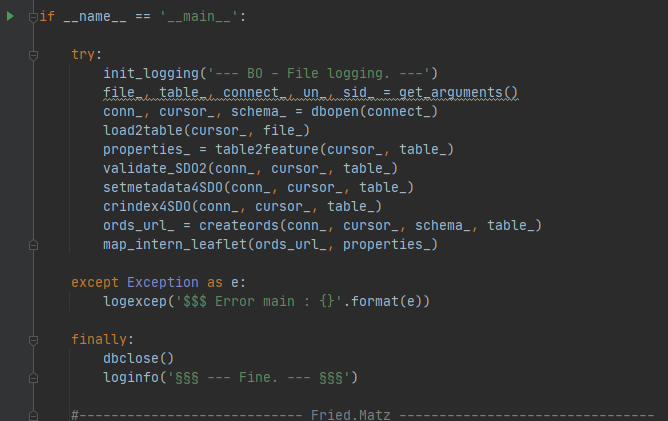 if __name__ == '__main__':
try:
init_logging('--- BO - File logging. ---')
file_, table_, connect_, un_, sid_ = get_arguments()
conn_, cursor_, schema_ = dbopen(connect_)
load2table(cursor_, file_)
properties_ = table2feature(cursor_, table_)
validate_SDO2(conn_, cursor_, table_)
setmetadata4SDO(conn_, cursor_, table_)
crindex4SDO(conn_, cursor_, table_)
ords_url_ = createords(conn_, cursor_, schema_, table_)
map_intern_leaflet(ords_url_, properties_)
except Exception as e:
logexcep('$$$ Error main : {}'.format(e))
finally:
dbclose()
loginfo('§§§ --- Fine. --- §§§')
#---------------------------- Fried.Matz --------------------------------